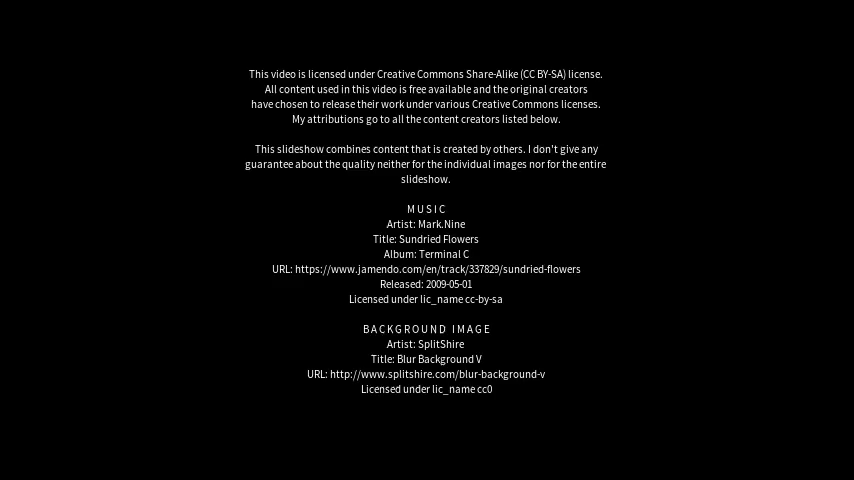 This video is licensed under Creative Commons Share-Alike (CC BY-SA) license.
All content used in this video is free available and the original creators
have chosen to release their work under various Creative Commons licenses.
My attributions go to all the content creators listed below.
This slideshow combines content that is created by others. I don't give any
guarantee about the quality neither for the individual images nor for the entire
slideshow.
MUSIC
Artist: Mark.Nine
Title: Sundried Flowers
Album: Terminal C
URL: https://www.jamendo.com/en/track/337829/sundried-flowers
Released: 2009-05-01
Licensed under lic_name cc-by-sa
BACKGROUND IMAGE
Artist: SplitShire
Title: Blur Background V
URL: http://www.splitshire.com/blur-background-v
Licensed under lic_name cc0